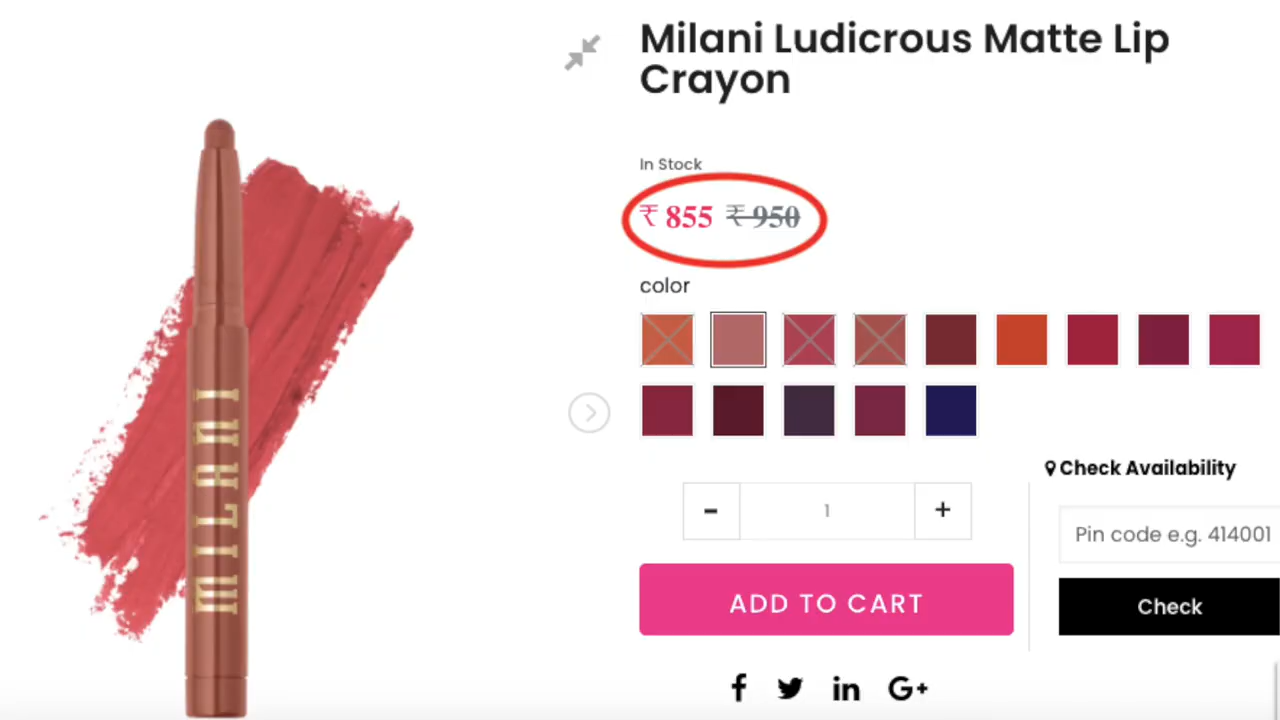 Milani Ludicrous Matte Lip
Crayon
In Stock
₹ 855 ₹ 950
color
MILANI
Check Availability
- 1 +
Pin code e.g. 414001
ADD TO CART
Check
f in G+